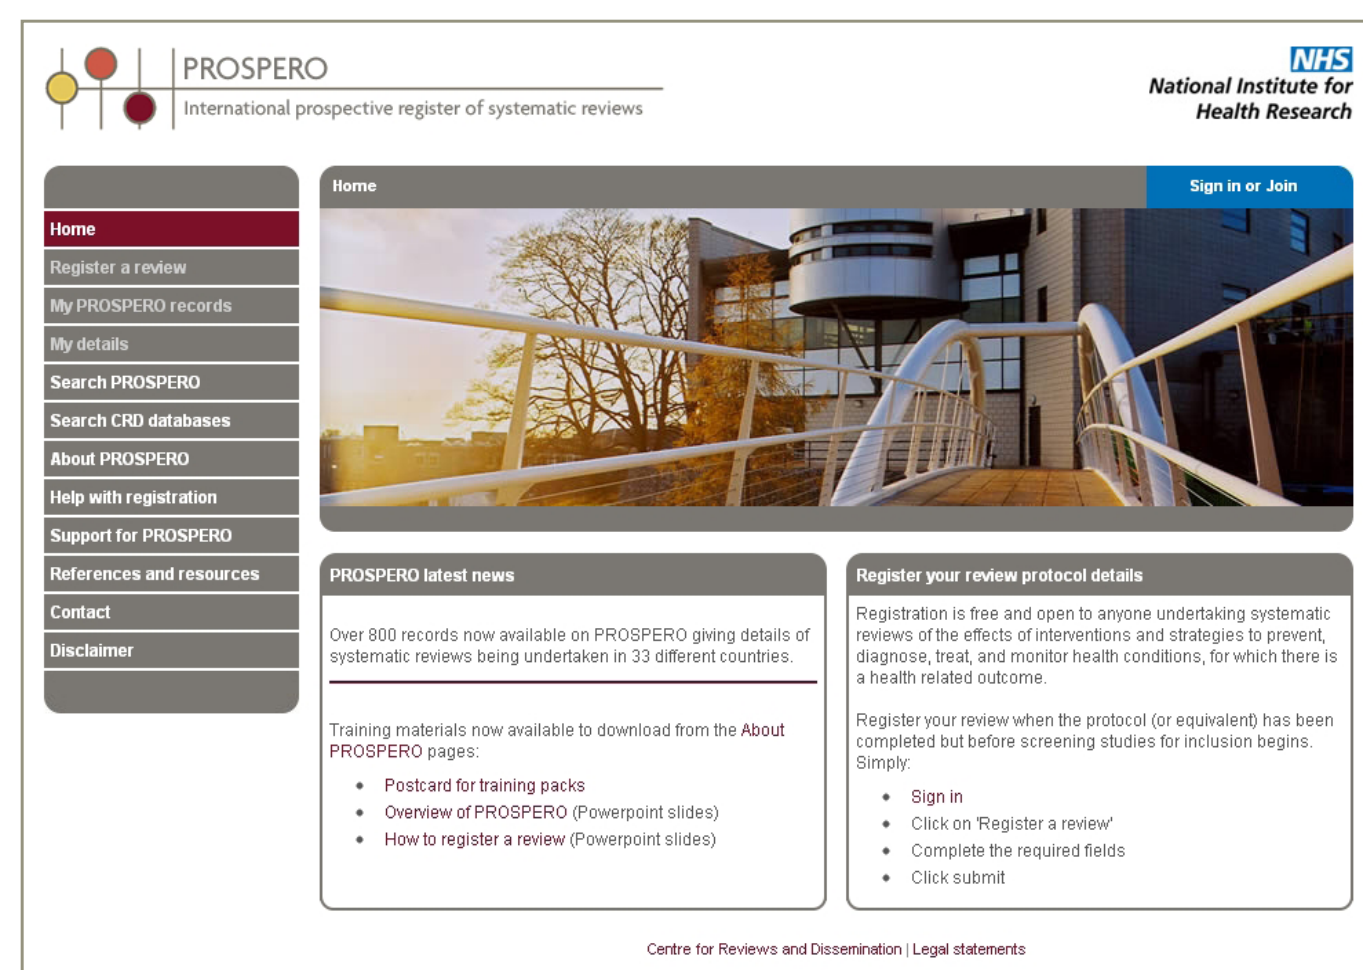 PROSPERO
International prospective register of systematic reviews
NHS
National Institute for
Health Research
Home
Register a review
My PROSPERO records
My details
Search PROSPERO
Search CRD databases
About PROSPERO
Help with registration
Support for PROSPERO
References and resources
Contact
Disclaimer
Home
Sign in or Join
PROSPERO latest news
Over 800 records now available on PROSPERO giving details of
systematic reviews being undertaken in 33 different countries.
Training materials now available to download from the About
PROSPERO pages:
• Postcard for training packs
• Overview of PROSPERO (Powerpoint slides)
• How to register a review (Powerpoint slides)
Register your review protocol details
Registration is free and open to anyone undertaking systematic
reviews of the effects of interventions and strategies to prevent,
diagnose, treat, and monitor health conditions, for which there is
a health related outcome.
Register your review when the protocol (or equivalent) has been
completed but before screening studies for inclusion begins.
Simply:
• Sign in
• Click on 'Register a review'
• Complete the required fields
• Click submit
Centre for Reviews and Dissemination | Legal statements